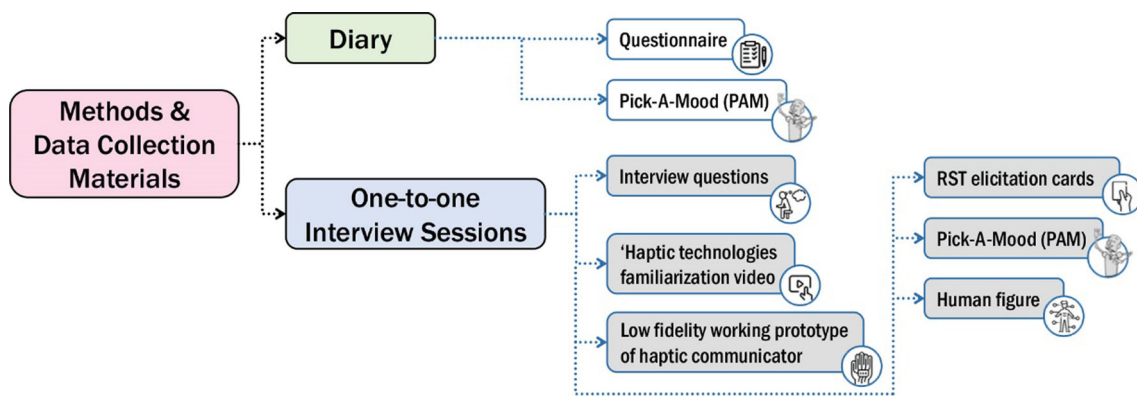 Methods &
Data Collection
Materials
Diary
Questionnaire
Pick-A-Mood (PAM)
One-to-one
Interview Sessions
Interview questions
‘Haptic technologies
familiarization video
Low fidelity working prototype
of haptic communicator
RST elicitation cards
Pick-A-Mood (PAM)
Human figure